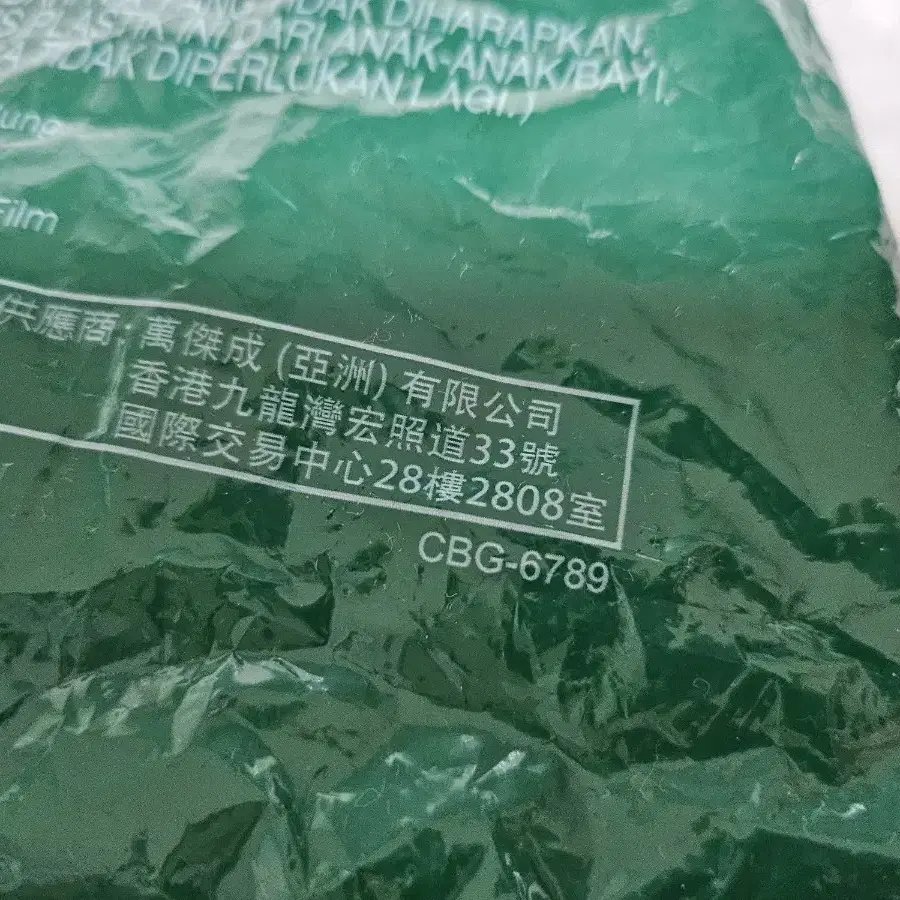 TIDAK DIHARAPKAN.
PLASTIK INI DARI ANAK-ANAK/BAYI,
TIDAK DIPERLUKAN LAGI.)
Film
供應商: 萬傑成 (亞洲) 有限公司
香港九龍灣宏照道33號
國際交易中心28樓2808室
CBG-6789